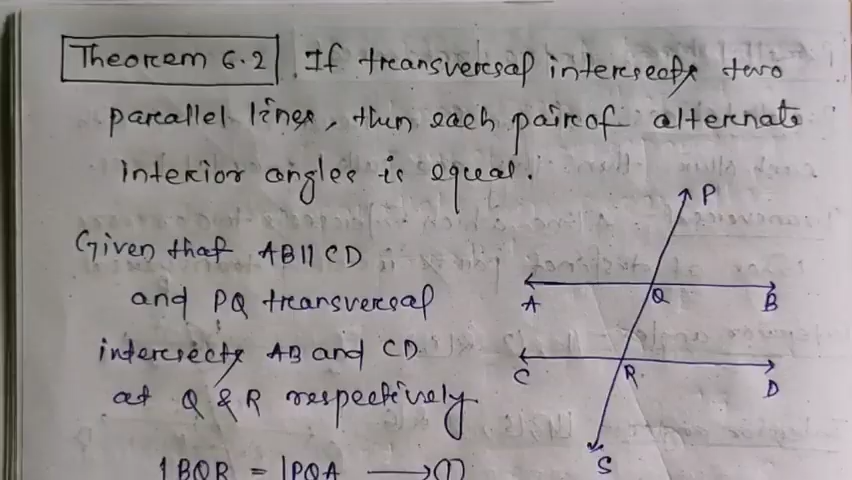 Theorem 6.2 If transversal intersects two
parallel lines, then each pair of alternate
interior angles is equal.
P
Given that AB || CD
and PQ transversal
A Q B
intersects AB and CD
C R D
at Q & R respectively
S
∠BQR = ∠PQA ⟶ ①